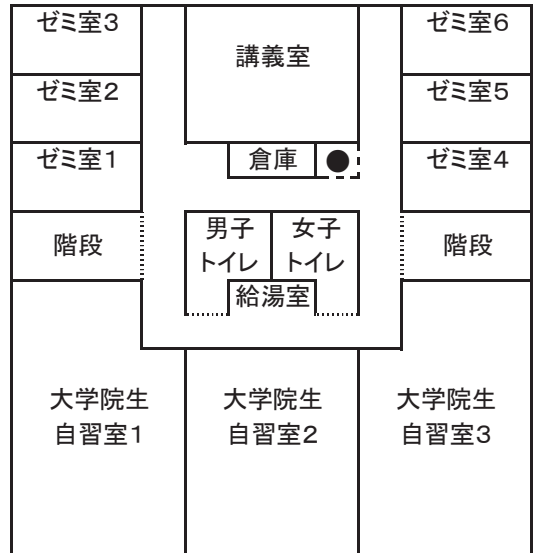 ゼミ室3
講義室
ゼミ室6
ゼミ室2
ゼミ室5
ゼミ室1
倉庫
ゼミ室4
階段
男子
トイレ
女子
トイレ
階段
給湯室
大学院生
自習室1
大学院生
自習室2
大学院生
自習室3